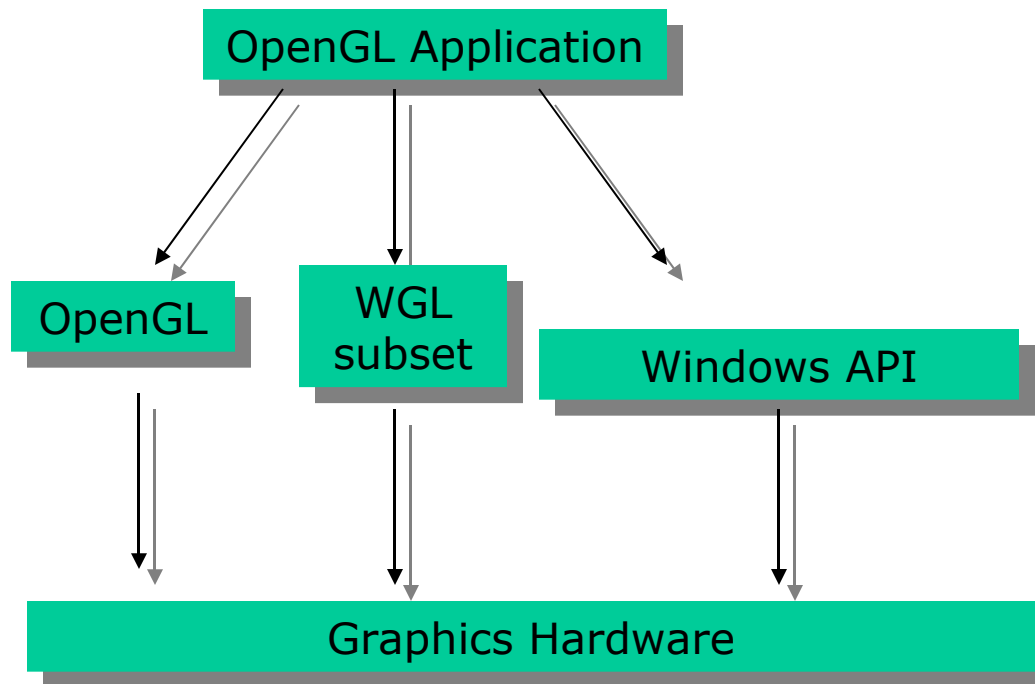 OpenGL Application
OpenGL
WGL
subset
Windows API
Graphics Hardware